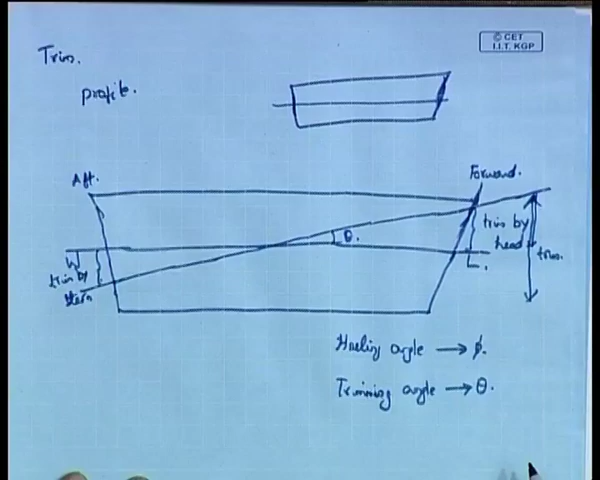 © CET
I.I.T. KGP
Trim.
profile.
Aft.
Forward.
θ.
trim by
head
trim.
W
L.
trim by
stern
Heeling angle → φ.
Trimming angle → θ.